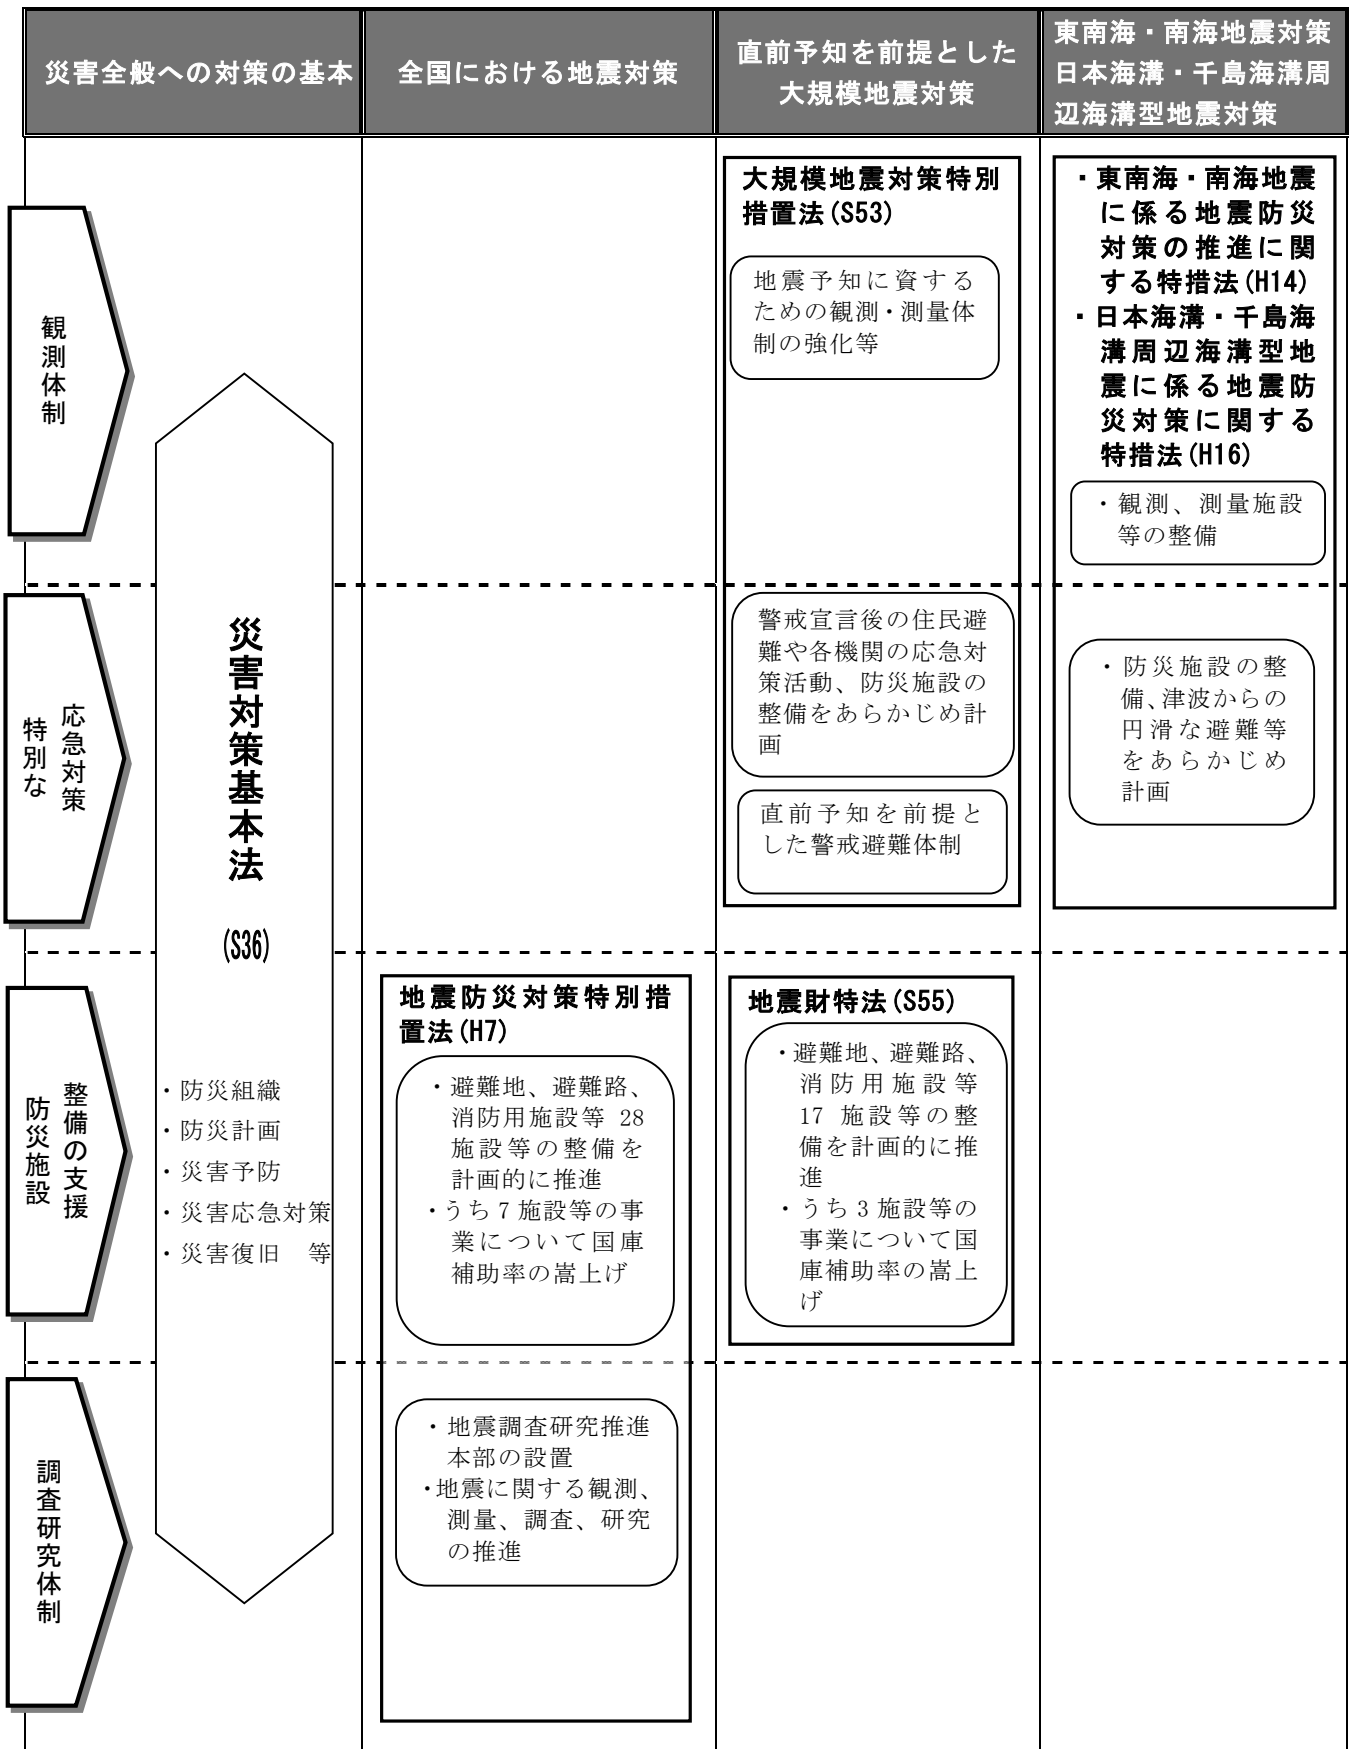 災害全般への対策の基本
全国における地震対策
直前予知を前提とした
大規模地震対策
東南海・南海地震対策
日本海溝・千島海溝周
辺海溝型地震対策
観測体制
大規模地震対策特別
措置法(S53)
地震予知に資する
ための観測・測量体
制の強化等
・東南海・南海地震
に係る地震防災
対策の推進に関
する特措法(H14)
・日本海溝・千島海
溝周辺海溝型地
震に係る地震防
災対策に関する
特措法(H16)
・観測、測量施設
等の整備
特別な
応急対策
災害対策基本法
(S36)
・防災組織
・防災計画
・災害予防
・災害応急対策
・災害復旧　等
警戒宣言後の住民避
難や各機関の応急対
策活動、防災施設の
整備をあらかじめ計
画
直前予知を前提と
した警戒避難体制
・防災施設の整
備、津波からの
円滑な避難等
をあらかじめ
計画
防災施設
整備の支援
地震防災対策特別措
置法(H7)
・避難地、避難路、
消防用施設等 28
施設等の整備を
計画的に推進
・うち 7 施設等の事
業について国庫
補助率の嵩上げ
地震財特法(S55)
・避難地、避難路、
消防用施設等
17 施設等の整
備を計画的に推
進
・うち 3 施設等の
事業について国
庫補助率の嵩上
げ
調査研究体制
・地震調査研究推進
本部の設置
・地震に関する観測、
測量、調査、研究
の推進